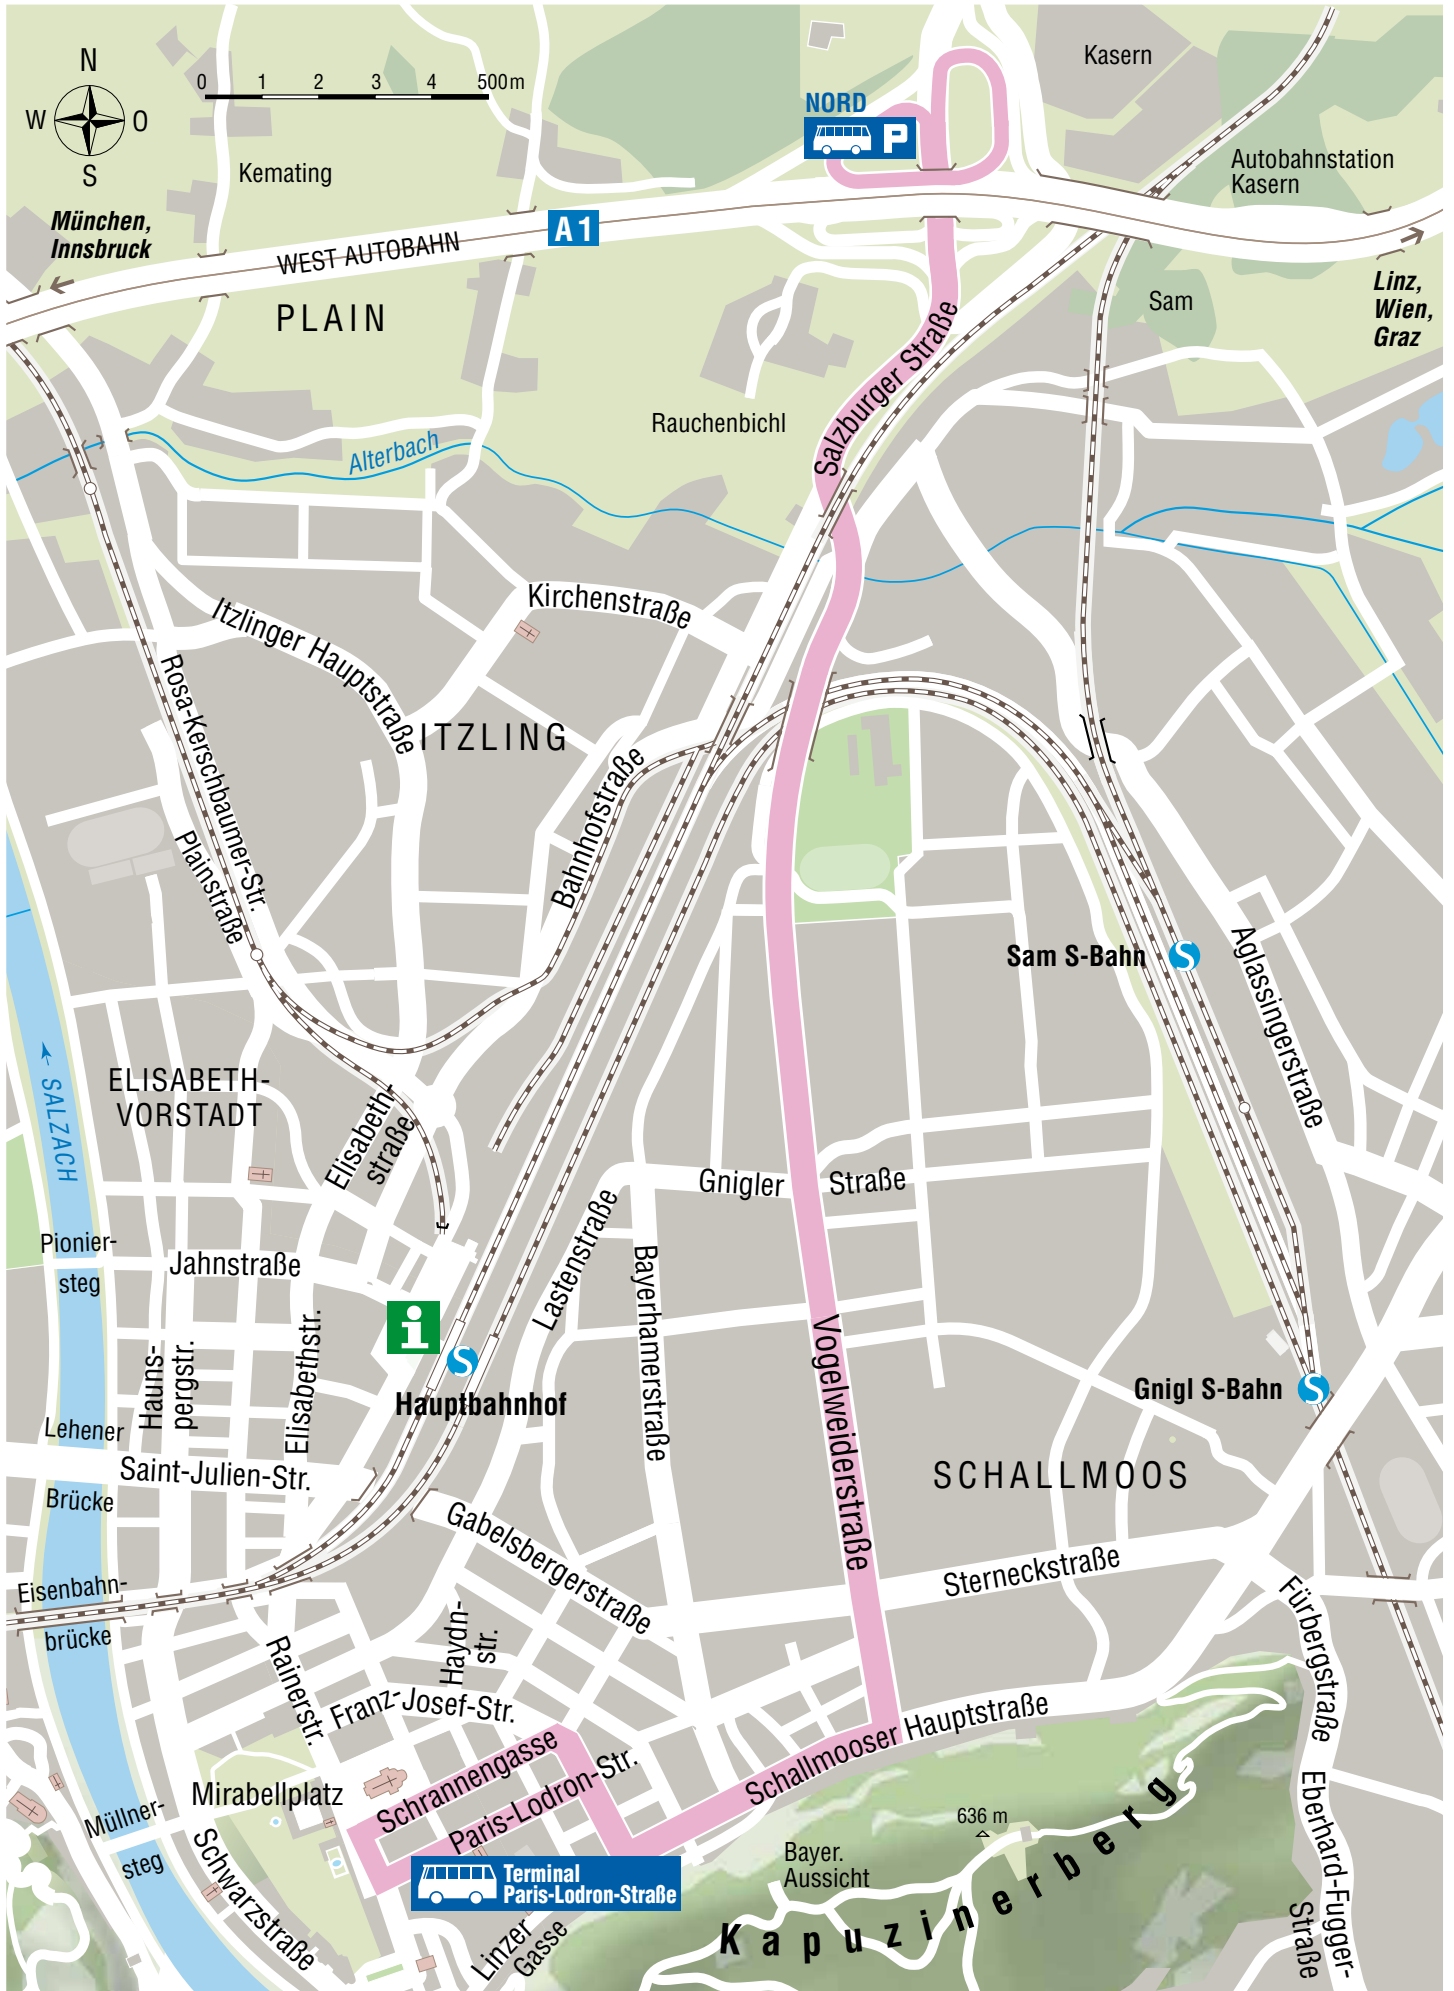 N
W
O
S
0 1 2 3 4 500m
Kasern
NORD
P
Autobahnstation
Kasern
Kemating
München,
Innsbruck
A1
WEST AUTOBAHN
PLAIN
Linz,
Wien,
Graz
Sam
Salzburger Straße
Rauchenbichl
Alterbach
Kirchenstraße
Itzlinger Hauptstraße
ITZLING
Rosa-Kerschbaumer-Str.
Plainstraße
Bahnhofstraße
Sam S-Bahn
S
Aglassingerstraße
SALZACH
ELISABETH-
VORSTADT
Elisabeth-
straße
Gnigler Straße
Lastenstraße
Bayerhamerstraße
Pionier-
steg
Jahnstraße
i
S
Hauptbahnhof
Hauns-
pergstr.
Elisabethstr.
Vogelweiderstraße
Gnigl S-Bahn
S
Lehener
Brücke
Saint-Julien-Str.
SCHALLMOOS
Gabelsbergerstraße
Sterneckstraße
Eisenbahn-
brücke
Haydn-
str.
Rainerstr.
Franz-Josef-Str.
Fürbergstraße
Schallmooser Hauptstraße
Schrannengasse
Paris-Lodron-Str.
Mirabellplatz
Müllner-
steg
Schwarzstraße
Terminal
Paris-Lodron-Straße
Linzer
Gasse
636 m
Bayer.
Aussicht
Kapuzinerberg
Eberhard-Fugger-
Straße